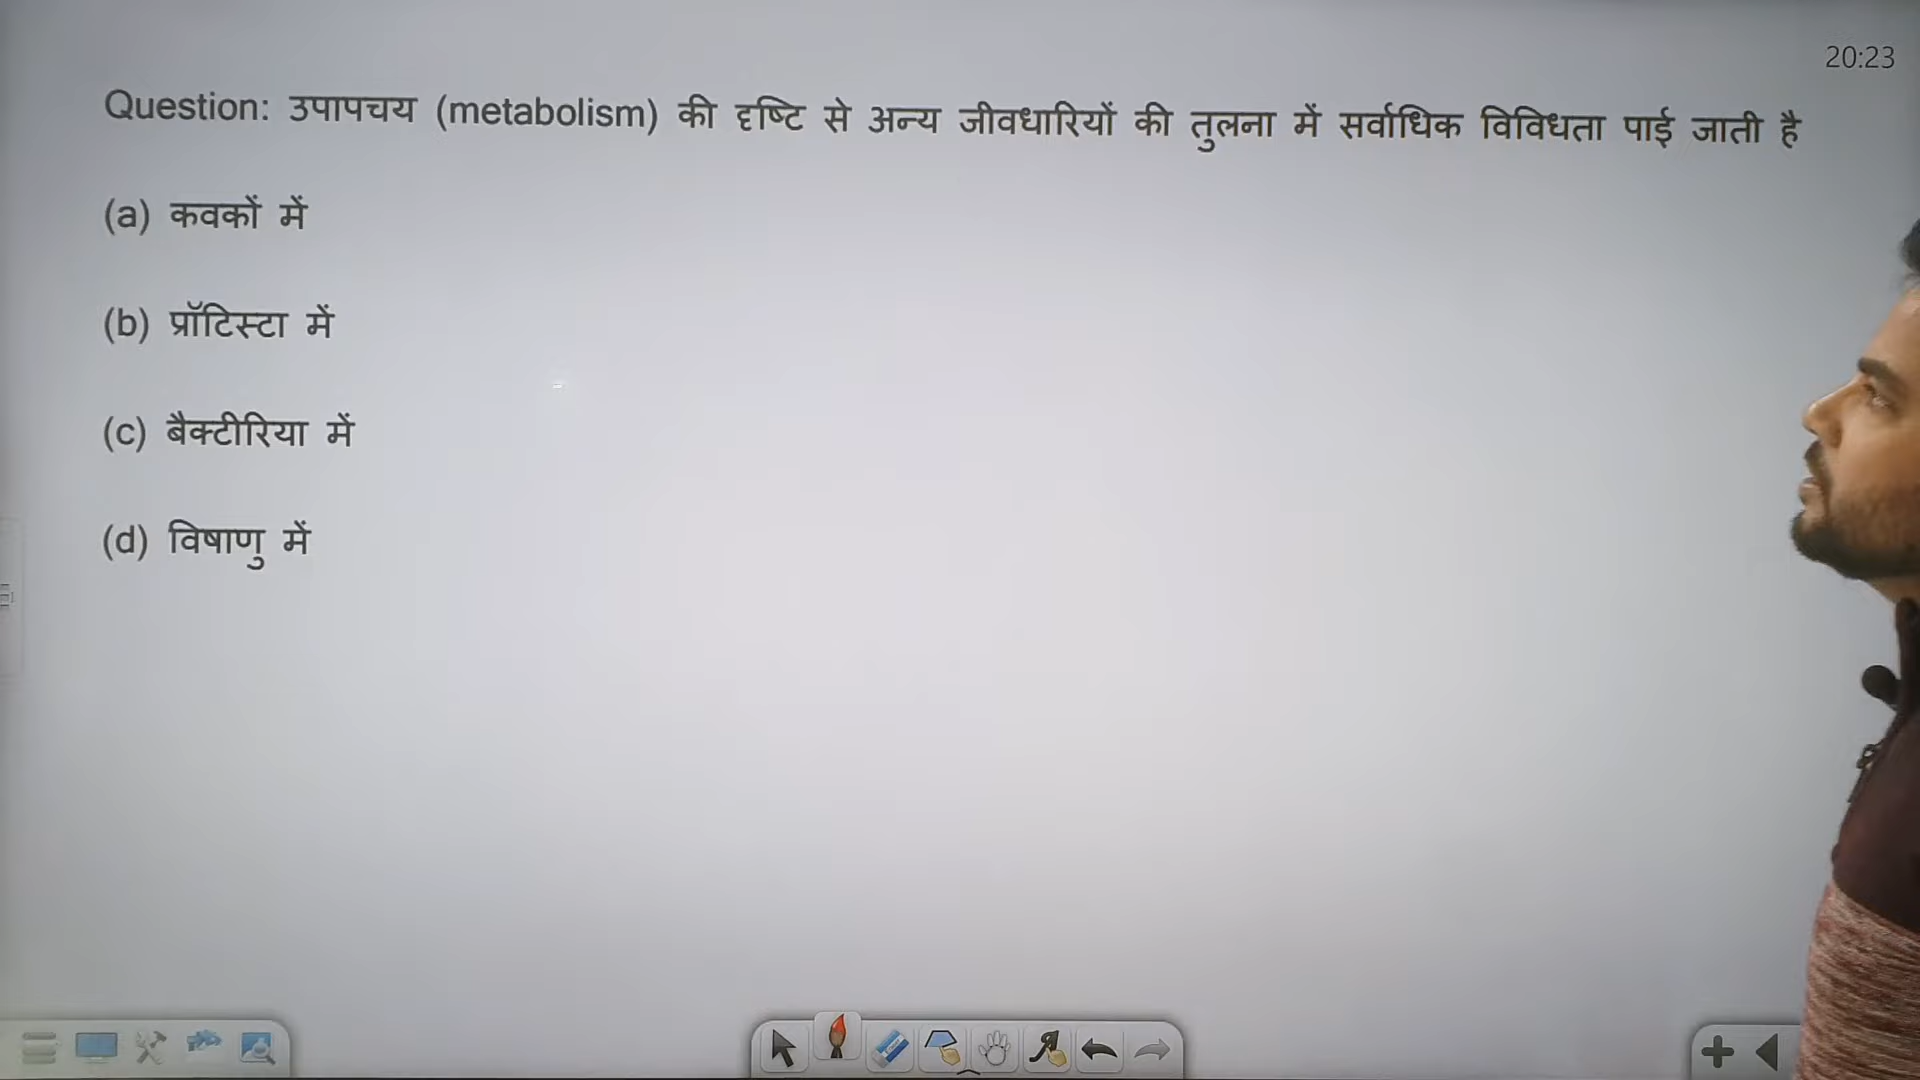 20:23
Question: उपापचय (metabolism) की दृष्टि से अन्य जीवधारियों की तुलना में सर्वाधिक विविधता पाई जाती है
(a) कवकों में
(b) प्रॉटिस्टा में
(c) बैक्टीरिया में
(d) विषाणु में